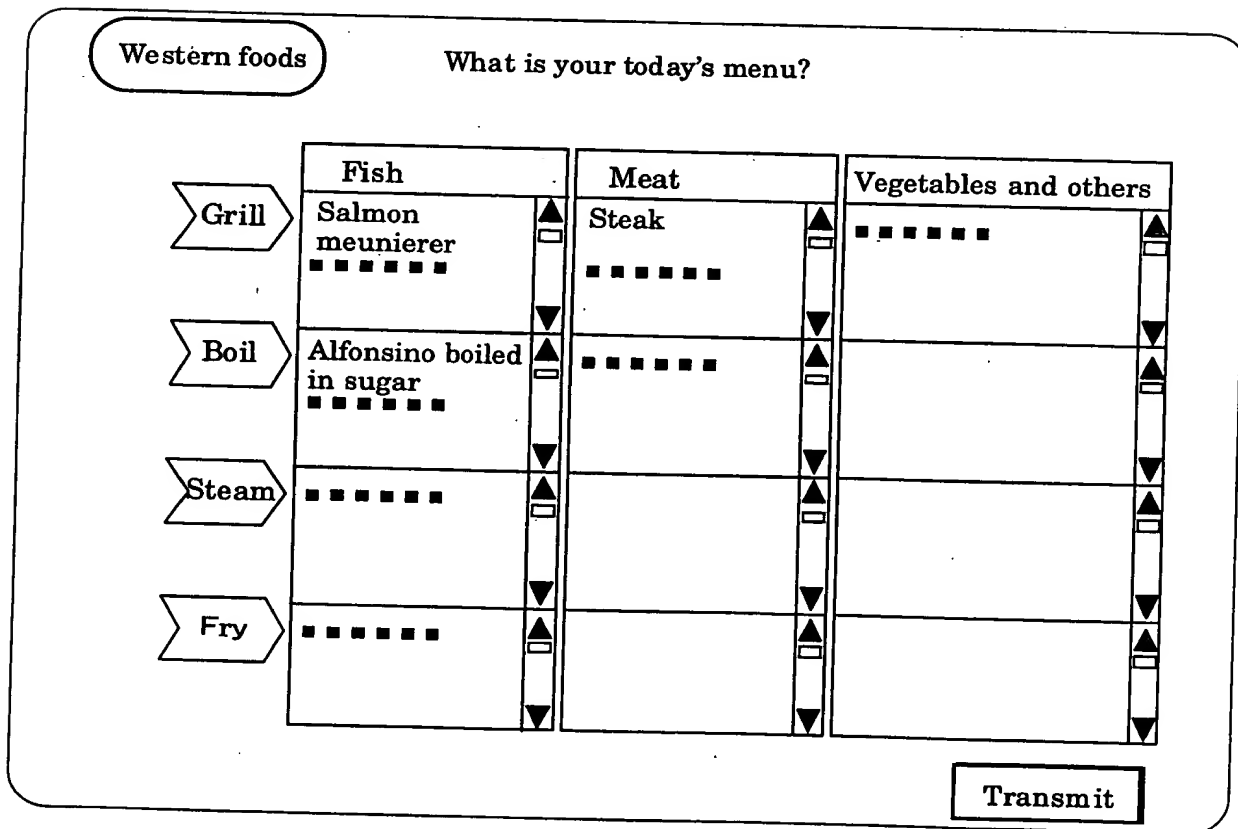 Western foods
What is your today's menu?
Fish
Meat
Vegetables and others
Grill
Salmon
meunierer
Steak
Boil
Alfonsino boiled
in sugar
Steam
Fry
Transmit